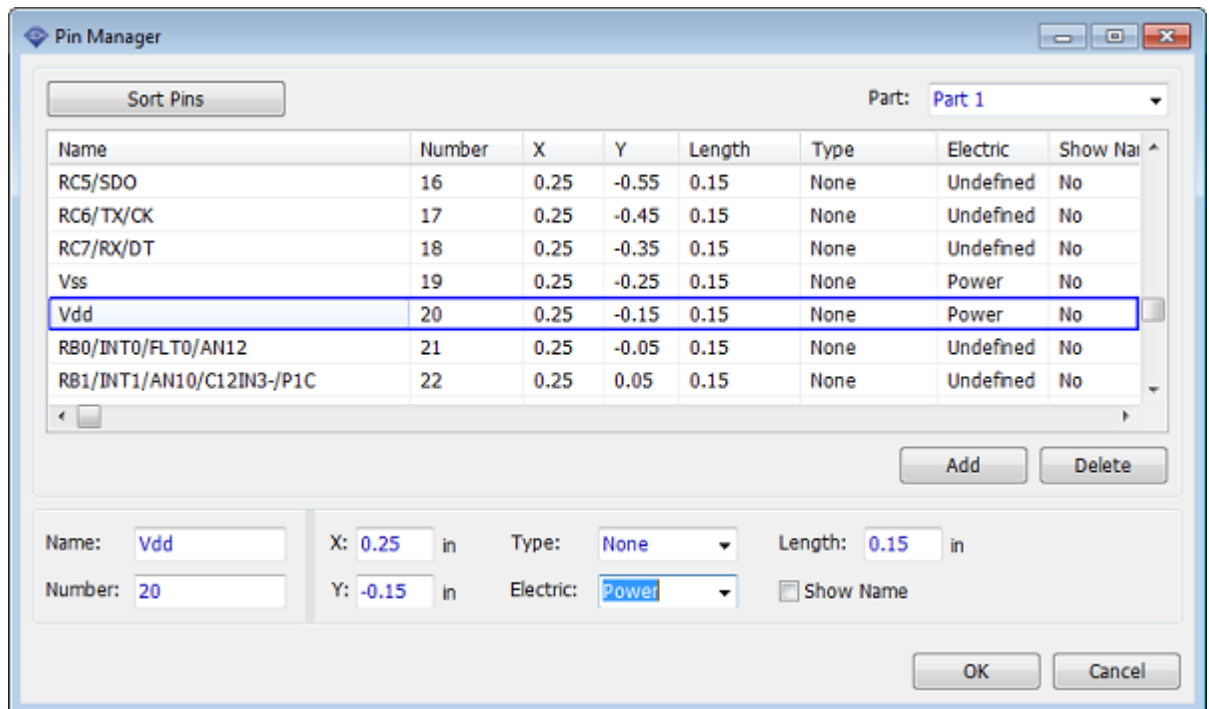 Pin Manager
Sort Pins Part: Part 1
Name Number X Y Length Type Electric Show Nar
RC5/SDO 16 0.25 -0.55 0.15 None Undefined No
RC6/TX/CK 17 0.25 -0.45 0.15 None Undefined No
RC7/RX/DT 18 0.25 -0.35 0.15 None Undefined No
Vss 19 0.25 -0.25 0.15 None Power No
Vdd 20 0.25 -0.15 0.15 None Power No
RB0/INT0/FLT0/AN12 21 0.25 -0.05 0.15 None Undefined No
RB1/INT1/AN10/C12IN3-/P1C 22 0.25 0.05 0.15 None Undefined No
Add Delete
Name: Vdd X: 0.25 in Type: None Length: 0.15 in
Number: 20 Y: -0.15 in Electric: Power Show Name
OK Cancel